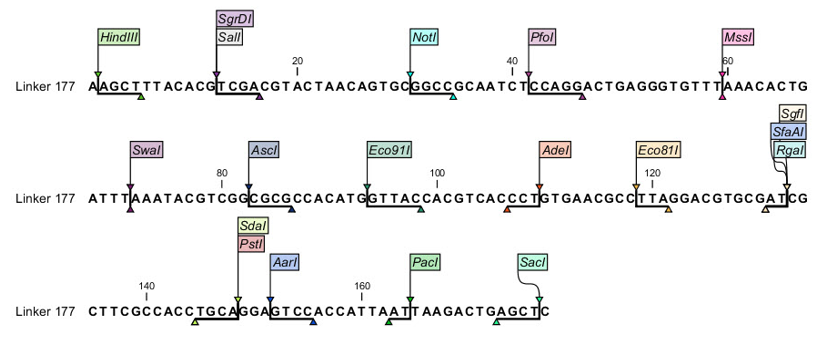 SgrDI
HindIII SalI NotI PfoI MssI
20 40 60
Linker 177 AAGCTTTACACGTCGACGTACTAACAGTGCGGCCGCAATCTCCAGGACTGAGGGTGTTTAAACACTG
SgfI
SfaAI
SwaI AscI Eco91I AdeI Eco81I RgaI
80 100 120
Linker 177 ATTTAAATACGTCGGCGCGCCACATGGTTACCACGTCACCCTGTGAACGCCTTAGGACGTGCGATCG
SdaI
PstI
AarI PacI SacI
140 160
Linker 177 CTTCGCCACCTGCAGGAGTCCACCATTAATTAAGACTGAGCTC